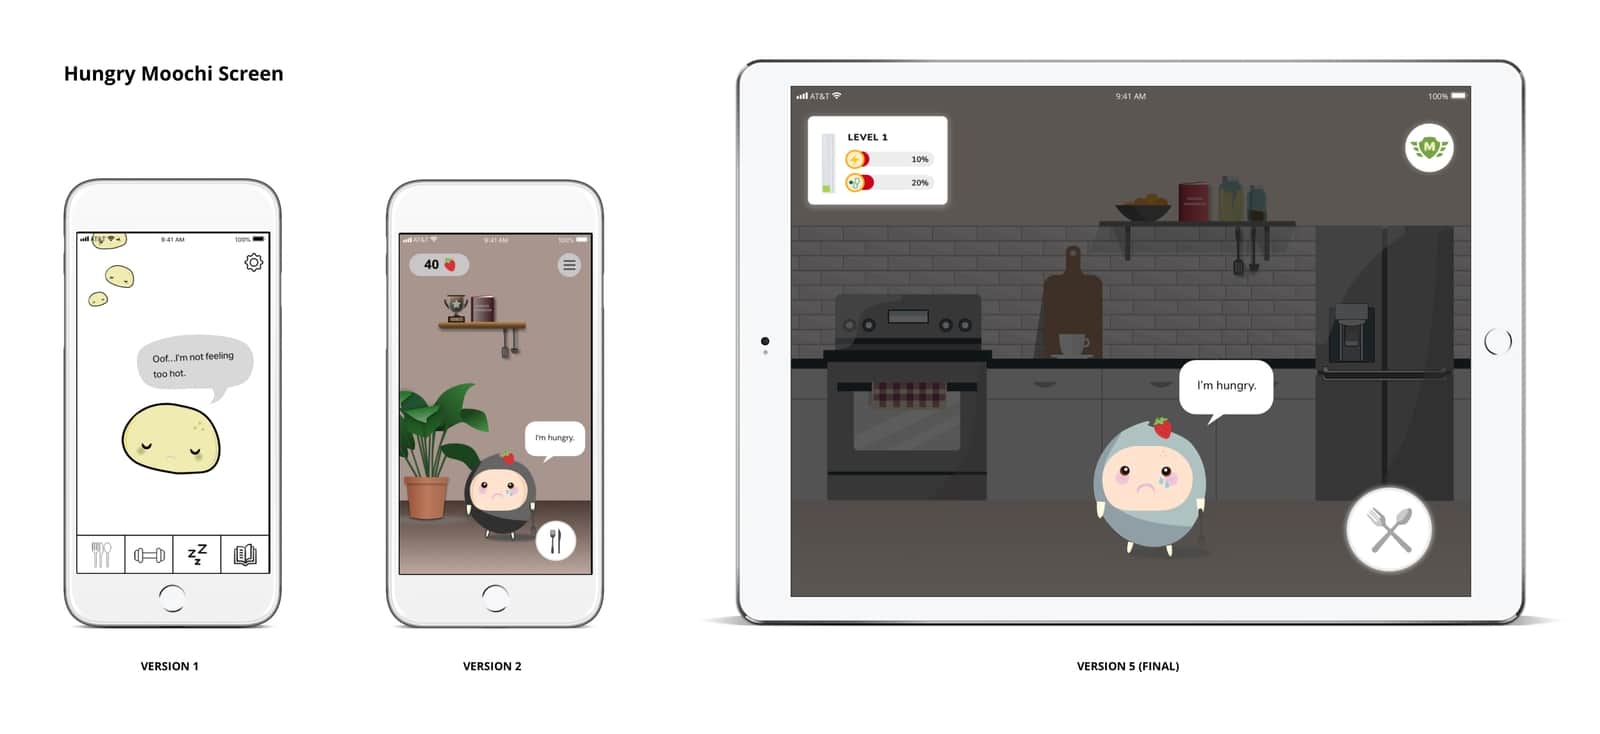 Hungry Moochi Screen
9:41 AM
100%
Oof...I'm not feeling
too hot.
zZz
VERSION 1
AT&T
9:41 AM
100%
40
I'm hungry.
VERSION 2
AT&T
9:41 AM
100%
LEVEL 1
10%
20%
M
I'm hungry.
VERSION 5 (FINAL)